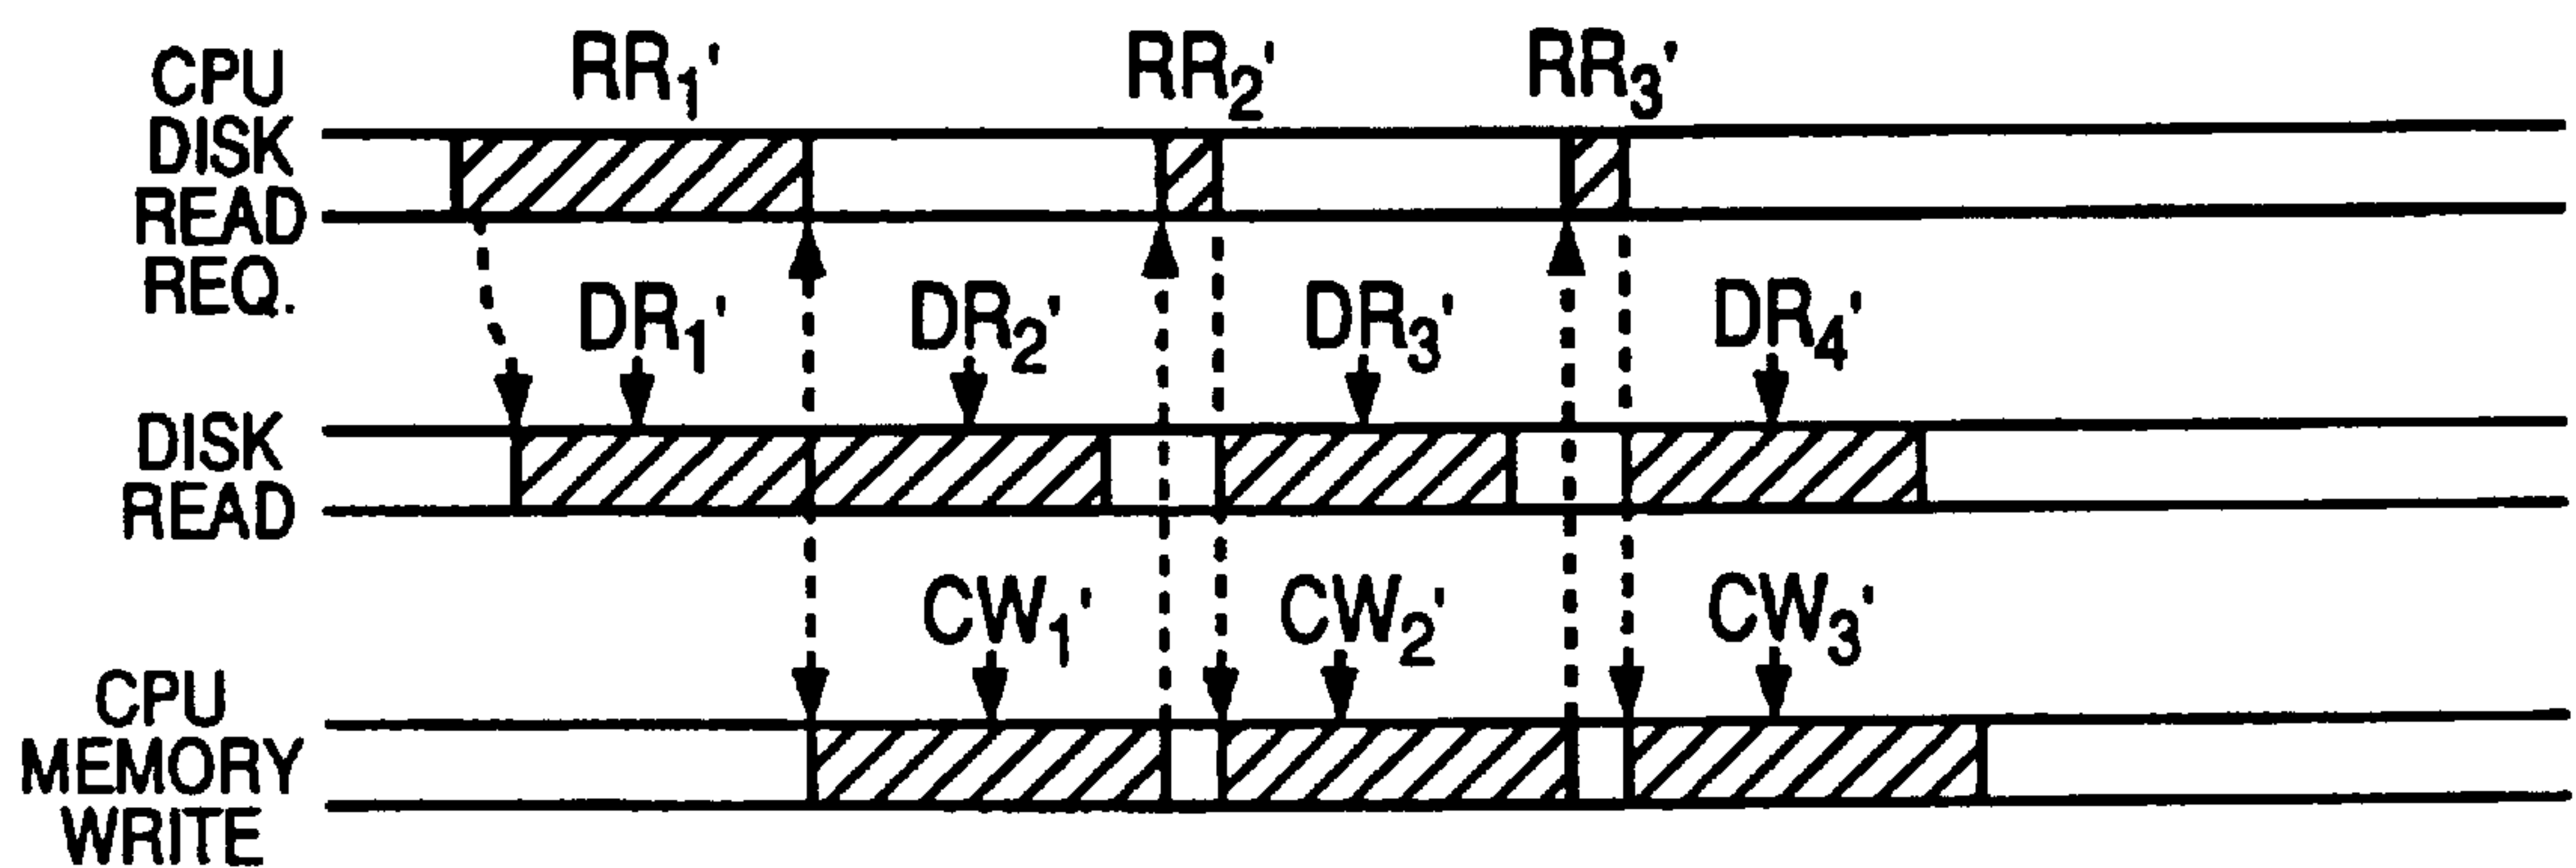 CPU
DISK
READ
REQ.
RR₁' RR₂' RR₃'
DR₁' DR₂' DR₃' DR₄'
DISK
READ
CW₁' CW₂' CW₃'
CPU
MEMORY
WRITE